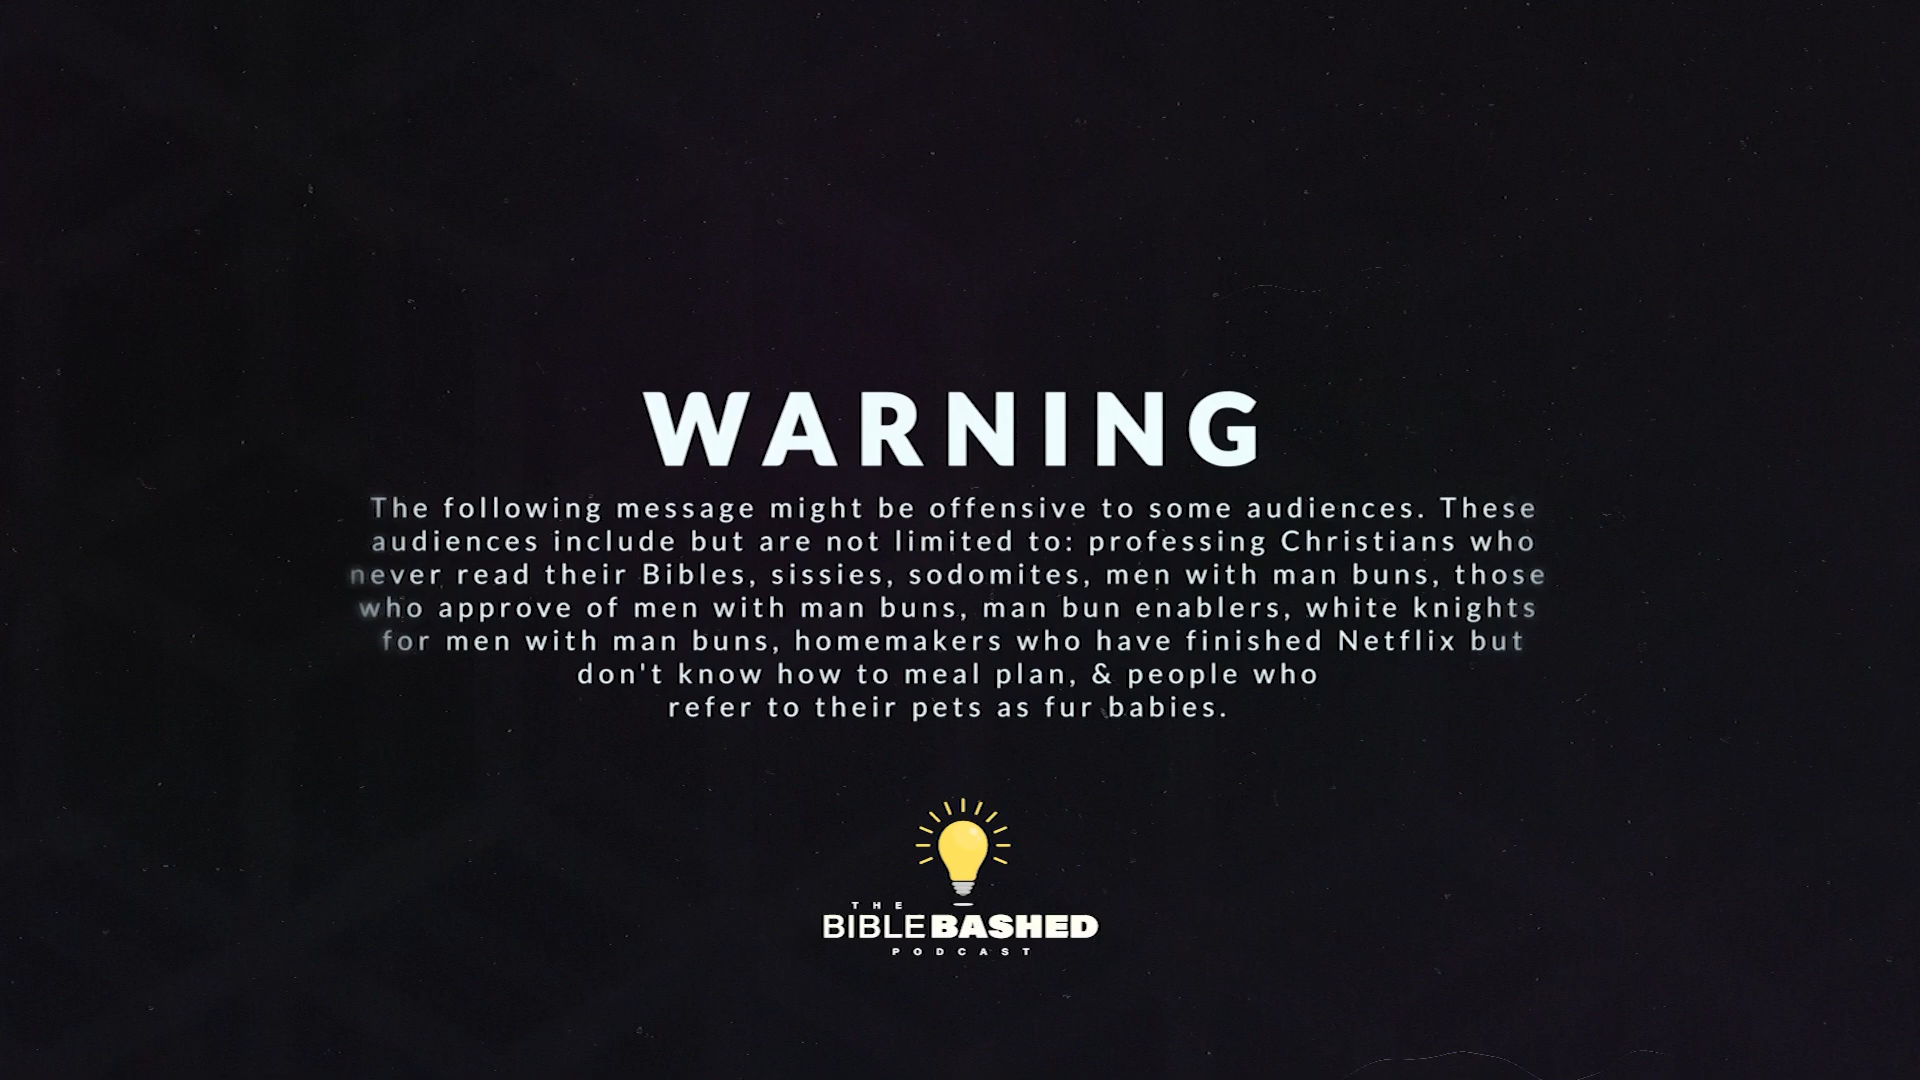 WARNING
The following message might be offensive to some audiences. These
audiences include but are not limited to: professing Christians who
never read their Bibles, sissies, sodomites, men with man buns, those
who approve of men with man buns, man bun enablers, white knights
for men with man buns, homemakers who have finished Netflix but
don't know how to meal plan, & people who
refer to their pets as fur babies.
THE
BIBLEBASHED
PODCAST